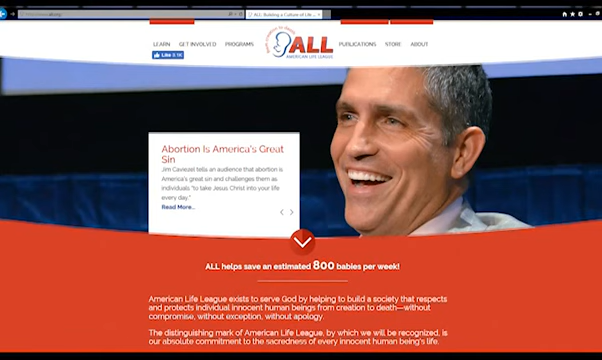 ALL: Building a Culture of Life ...
LEARN GET INVOLVED PROGRAMS ALL PUBLICATIONS STORE ABOUT
AMERICAN LIFE LEAGUE
Like 5.1K
Abortion Is America's Great
Sin
Jim Caviezel tells an audience that abortion is
America's great sin and challenges them as
individuals "to take Jesus Christ into your life
every day."
Read More...
ALL helps save an estimated 800 babies per week!
American Life League exists to serve God by helping to build a society that respects
and protects individual innocent human beings from creation to death—without
compromise, without exception, without apology.
The distinguishing mark of American Life League, by which we will be recognized, is
our absolute commitment to the sacredness of every innocent human being's life.